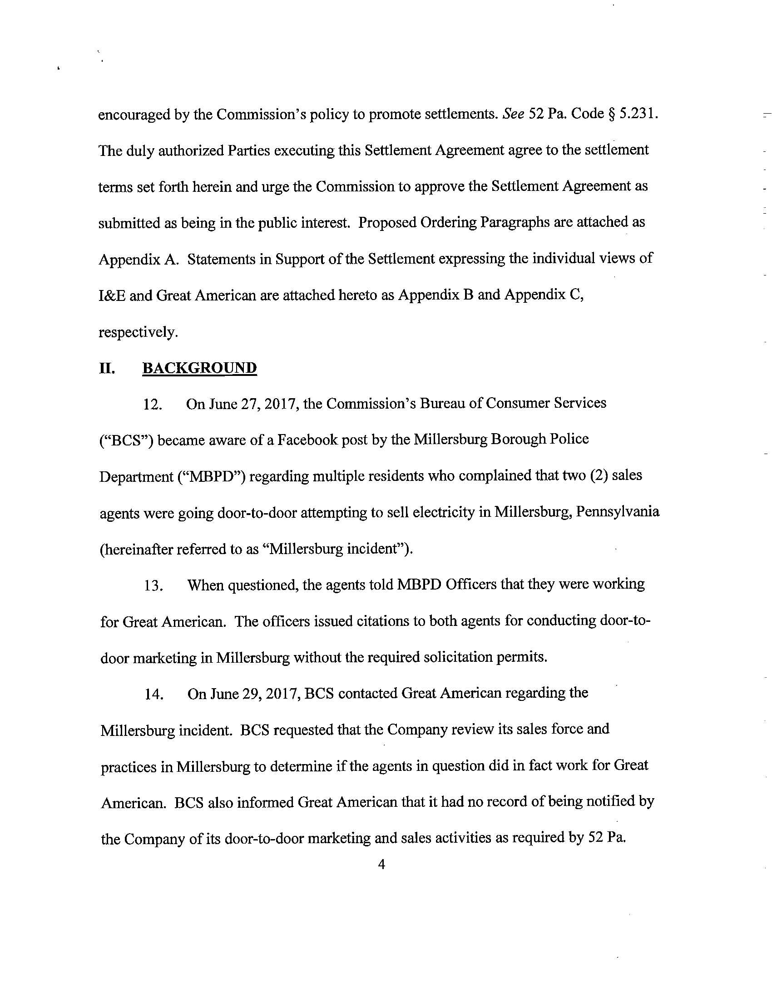 encouraged by the Commission's policy to promote settlements. See 52 Pa. Code § 5.231.
The duly authorized Parties executing this Settlement Agreement agree to the settlement
terms set forth herein and urge the Commission to approve the Settlement Agreement as
submitted as being in the public interest. Proposed Ordering Paragraphs are attached as
Appendix A. Statements in Support of the Settlement expressing the individual views of
I&E and Great American are attached hereto as Appendix B and Appendix C,
respectively.
II. BACKGROUND
12. On June 27, 2017, the Commission's Bureau of Consumer Services
("BCS") became aware of a Facebook post by the Millersburg Borough Police
Department ("MBPD") regarding multiple residents who complained that two (2) sales
agents were going door-to-door attempting to sell electricity in Millersburg, Pennsylvania
(hereinafter referred to as "Millersburg incident").
13. When questioned, the agents told MBPD Officers that they were working
for Great American. The officers issued citations to both agents for conducting door-to-
door marketing in Millersburg without the required solicitation permits.
14. On June 29, 2017, BCS contacted Great American regarding the
Millersburg incident. BCS requested that the Company review its sales force and
practices in Millersburg to determine if the agents in question did in fact work for Great
American. BCS also informed Great American that it had no record of being notified by
the Company of its door-to-door marketing and sales activities as required by 52 Pa.
4